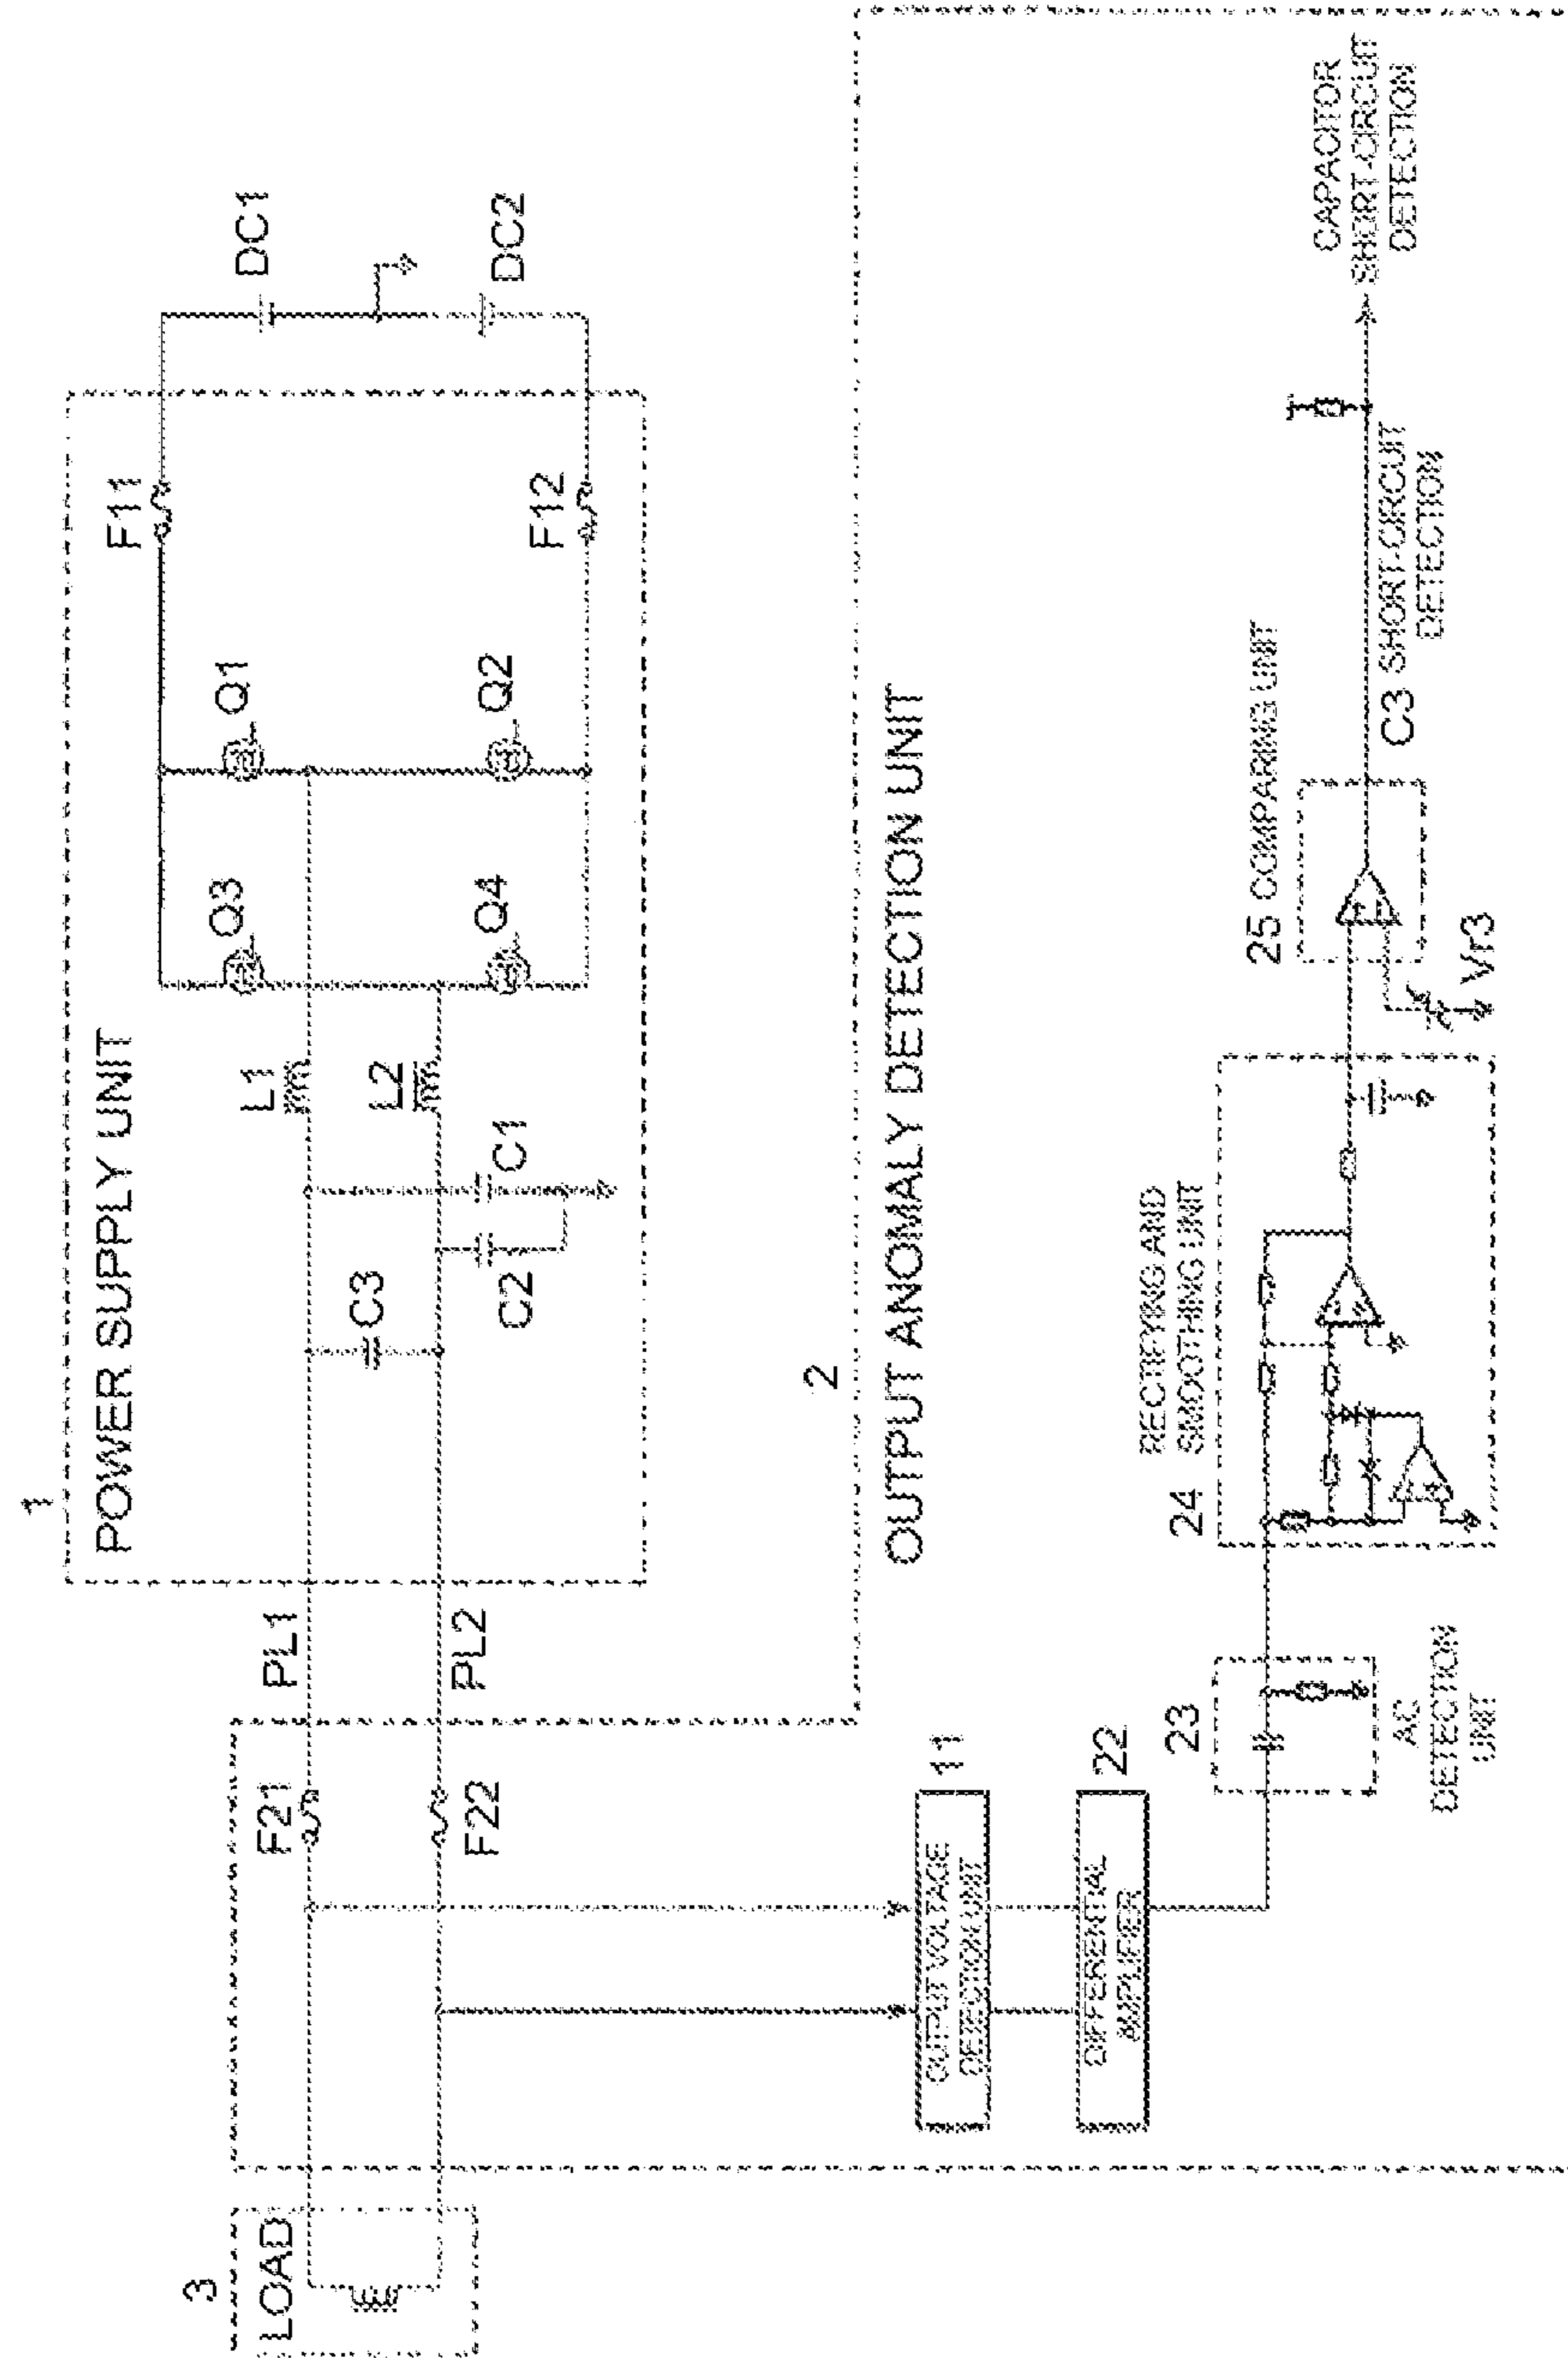 1
POWER SUPPLY UNIT
F11
F12
DC1
DC2
Q1
Q2
Q3
Q4
L1
L2
C1
C2
C3
PL1
PL2
F21
F22
3
LOAD
2
OUTPUT ANOMALY DETECTION UNIT
OUTPUT VOLTAGE
DETECTION UNIT
11
DIFFERENTIAL
AMPLIFIER
22
23
AC
DETECTION
UNIT
24
RECTIFYING AND
SMOOTHING UNIT
25 COMPARING UNIT
Vr3
C3 SHORT-CIRCUIT
DETECTION
CAPACITOR
SHORT-CIRCUIT
DETECTION